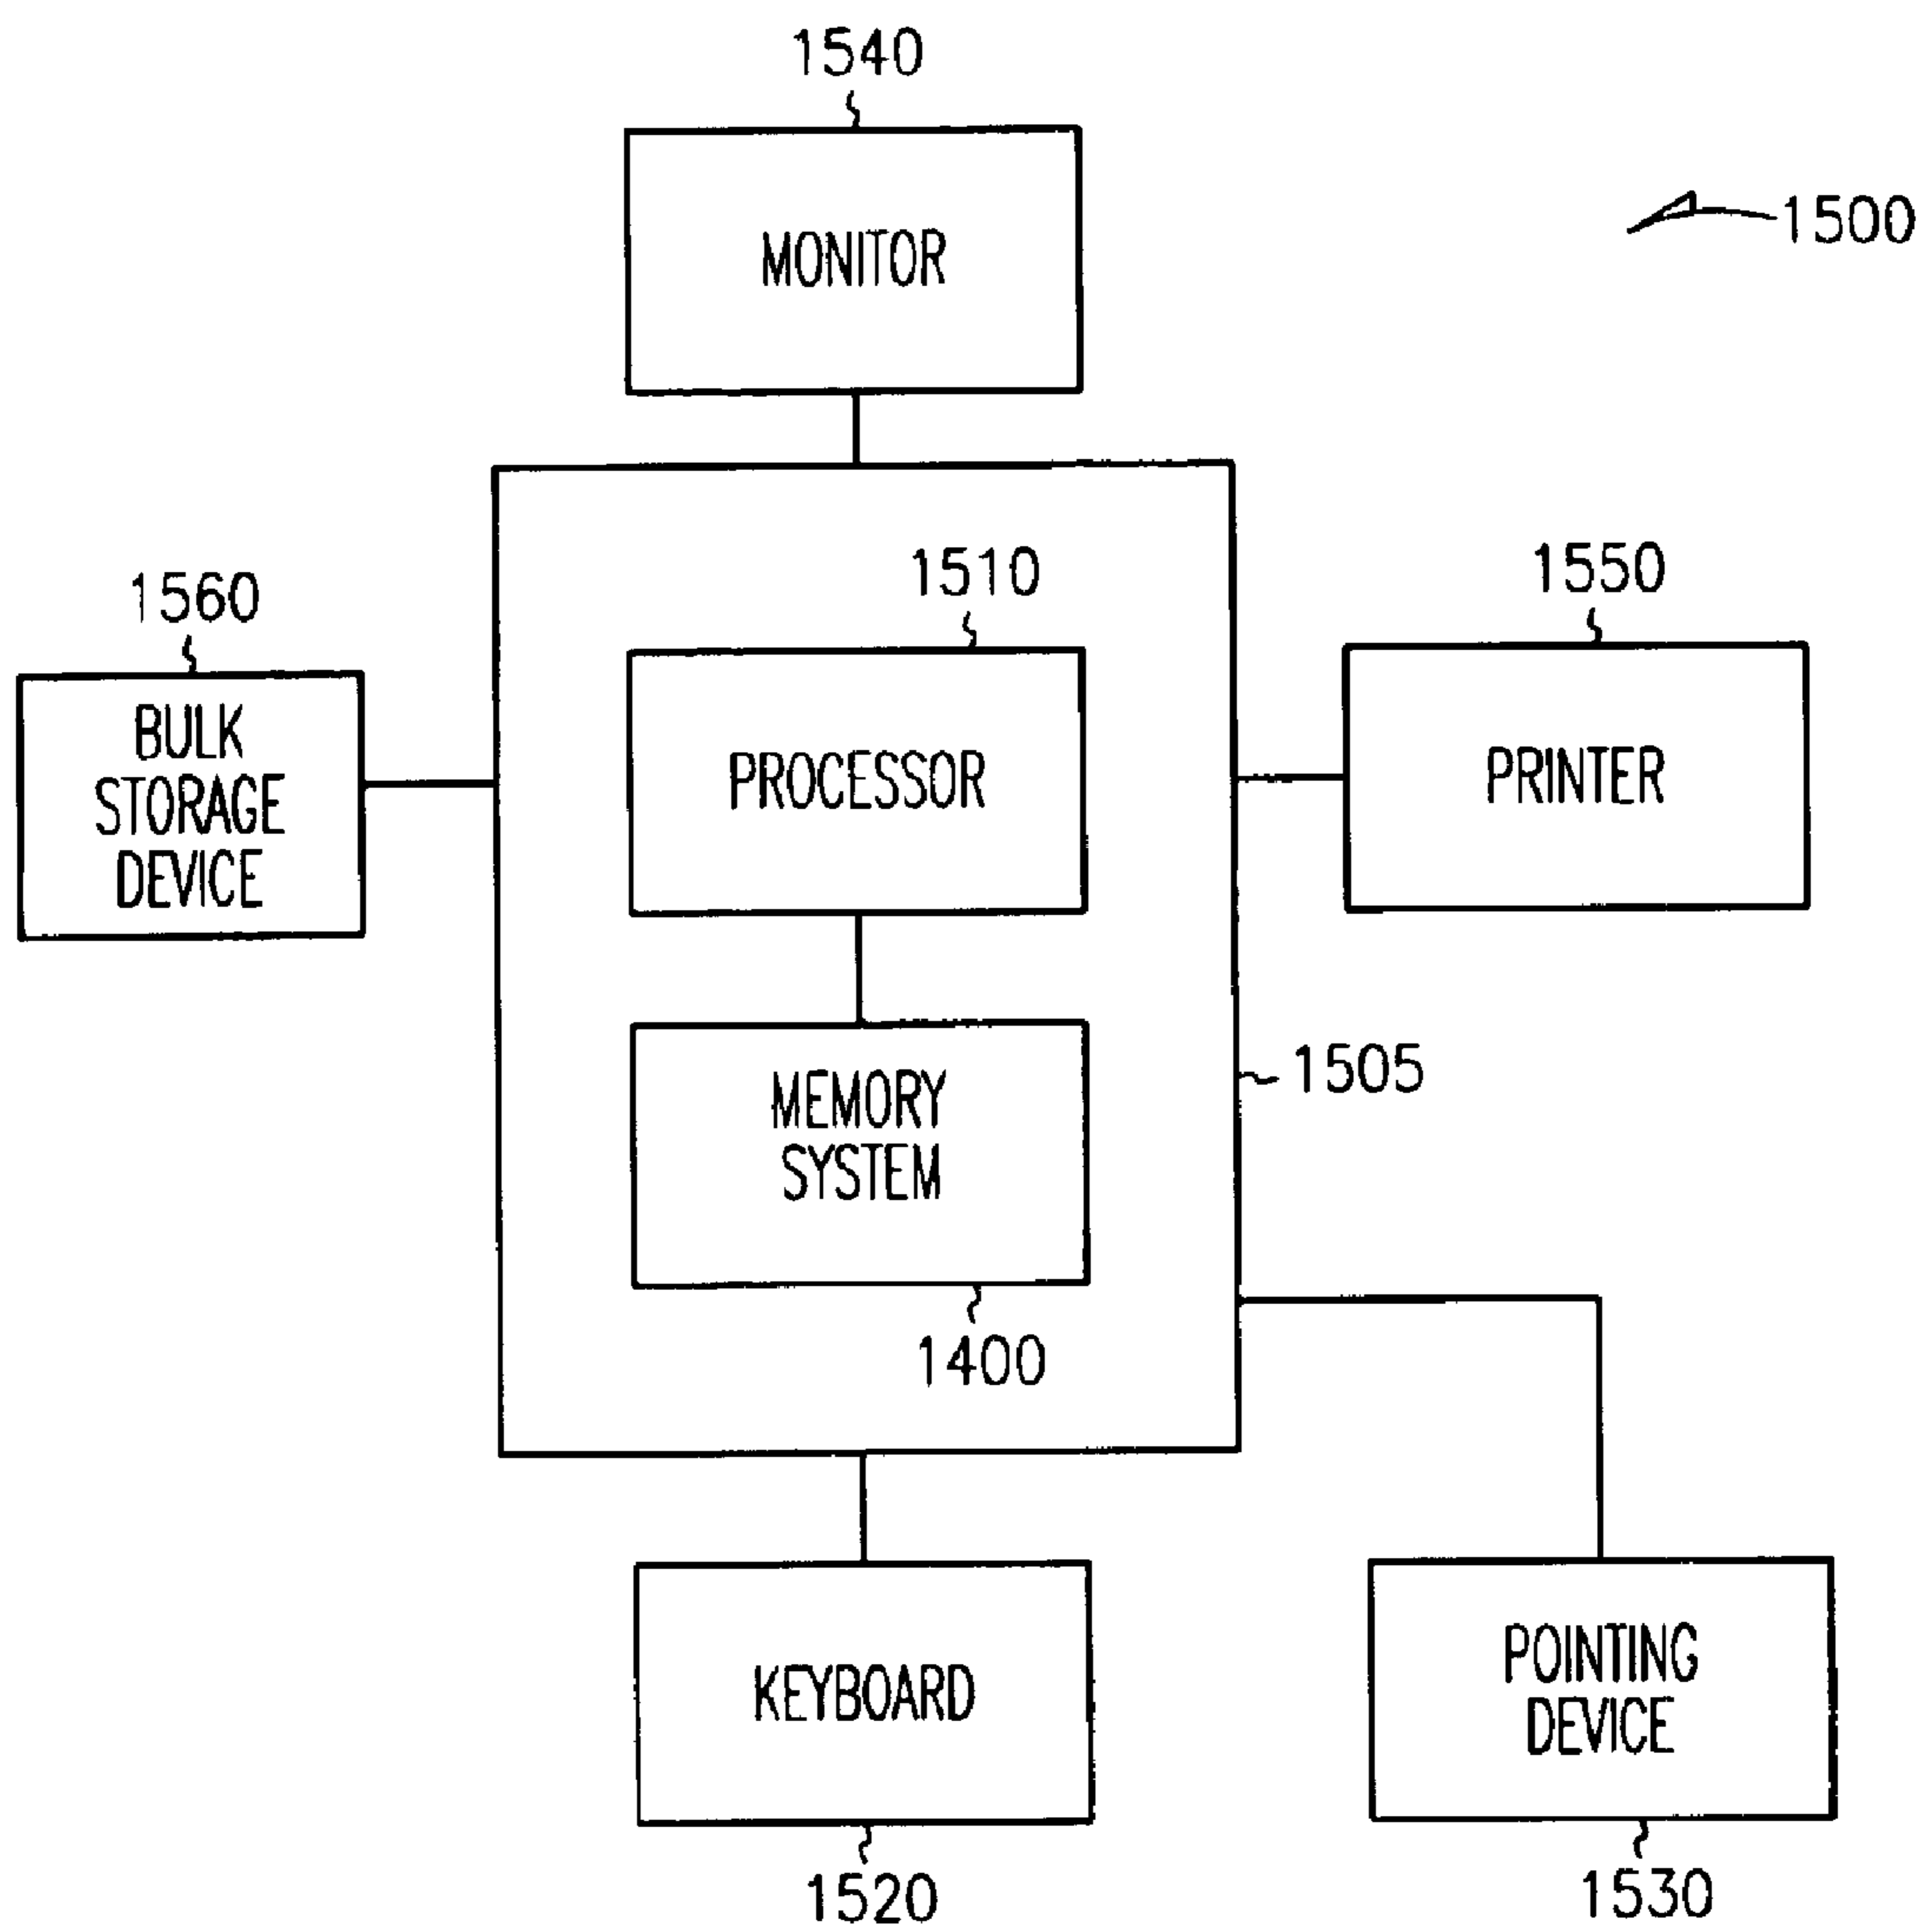 1540
MONITOR
1500
1510
1550
1560
BULK
STORAGE
DEVICE
PROCESSOR
PRINTER
1505
MEMORY
SYSTEM
1400
KEYBOARD
POINTING
DEVICE
1520
1530